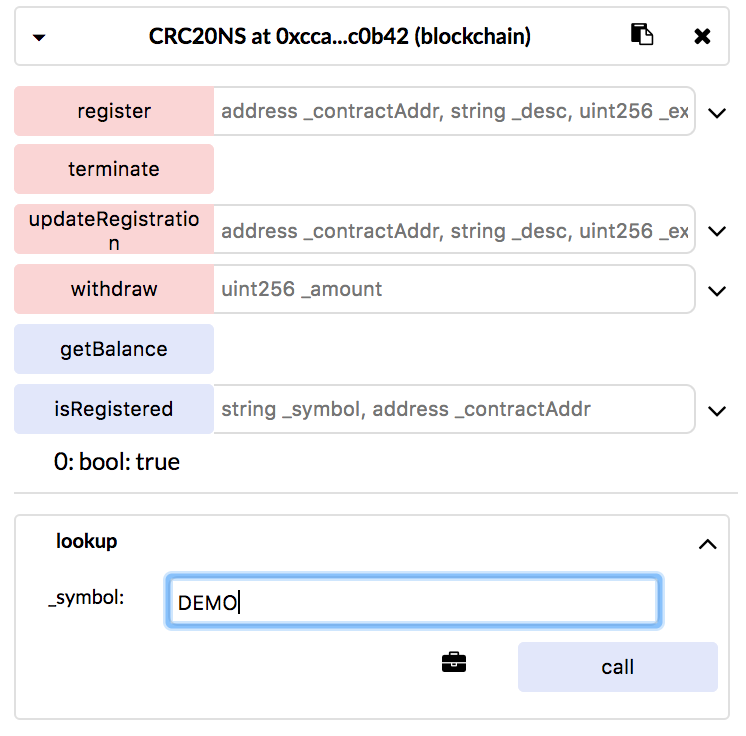 CRC20NS at 0xcca...c0b42 (blockchain)
register address _contractAddr, string _desc, uint256 _ex
terminate
updateRegistratio
n address _contractAddr, string _desc, uint256 _ex
withdraw uint256 _amount
getBalance
isRegistered string _symbol, address _contractAddr
0: bool: true
lookup
_symbol: DEMO
call